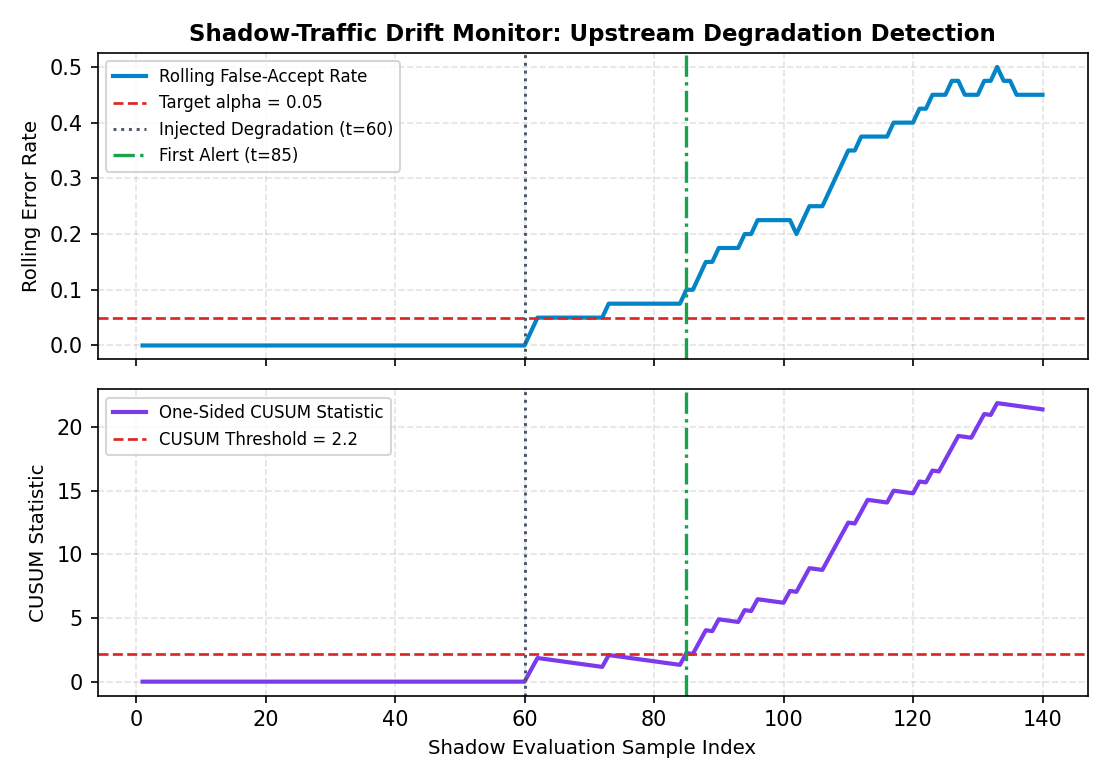 Shadow-Traffic Drift Monitor: Upstream Degradation Detection
Rolling Error Rate
0.5
0.4
0.3
0.2
0.1
0.0
Rolling False-Accept Rate
Target alpha = 0.05
Injected Degradation (t=60)
First Alert (t=85)
CUSUM Statistic
20
15
10
5
0
One-Sided CUSUM Statistic
CUSUM Threshold = 2.2
0 20 40 60 80 100 120 140
Shadow Evaluation Sample Index